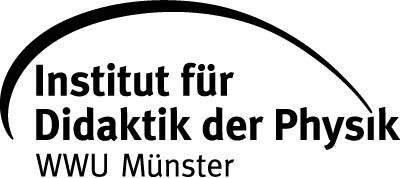 Institut für
Didaktik der Physik
WWU Münster